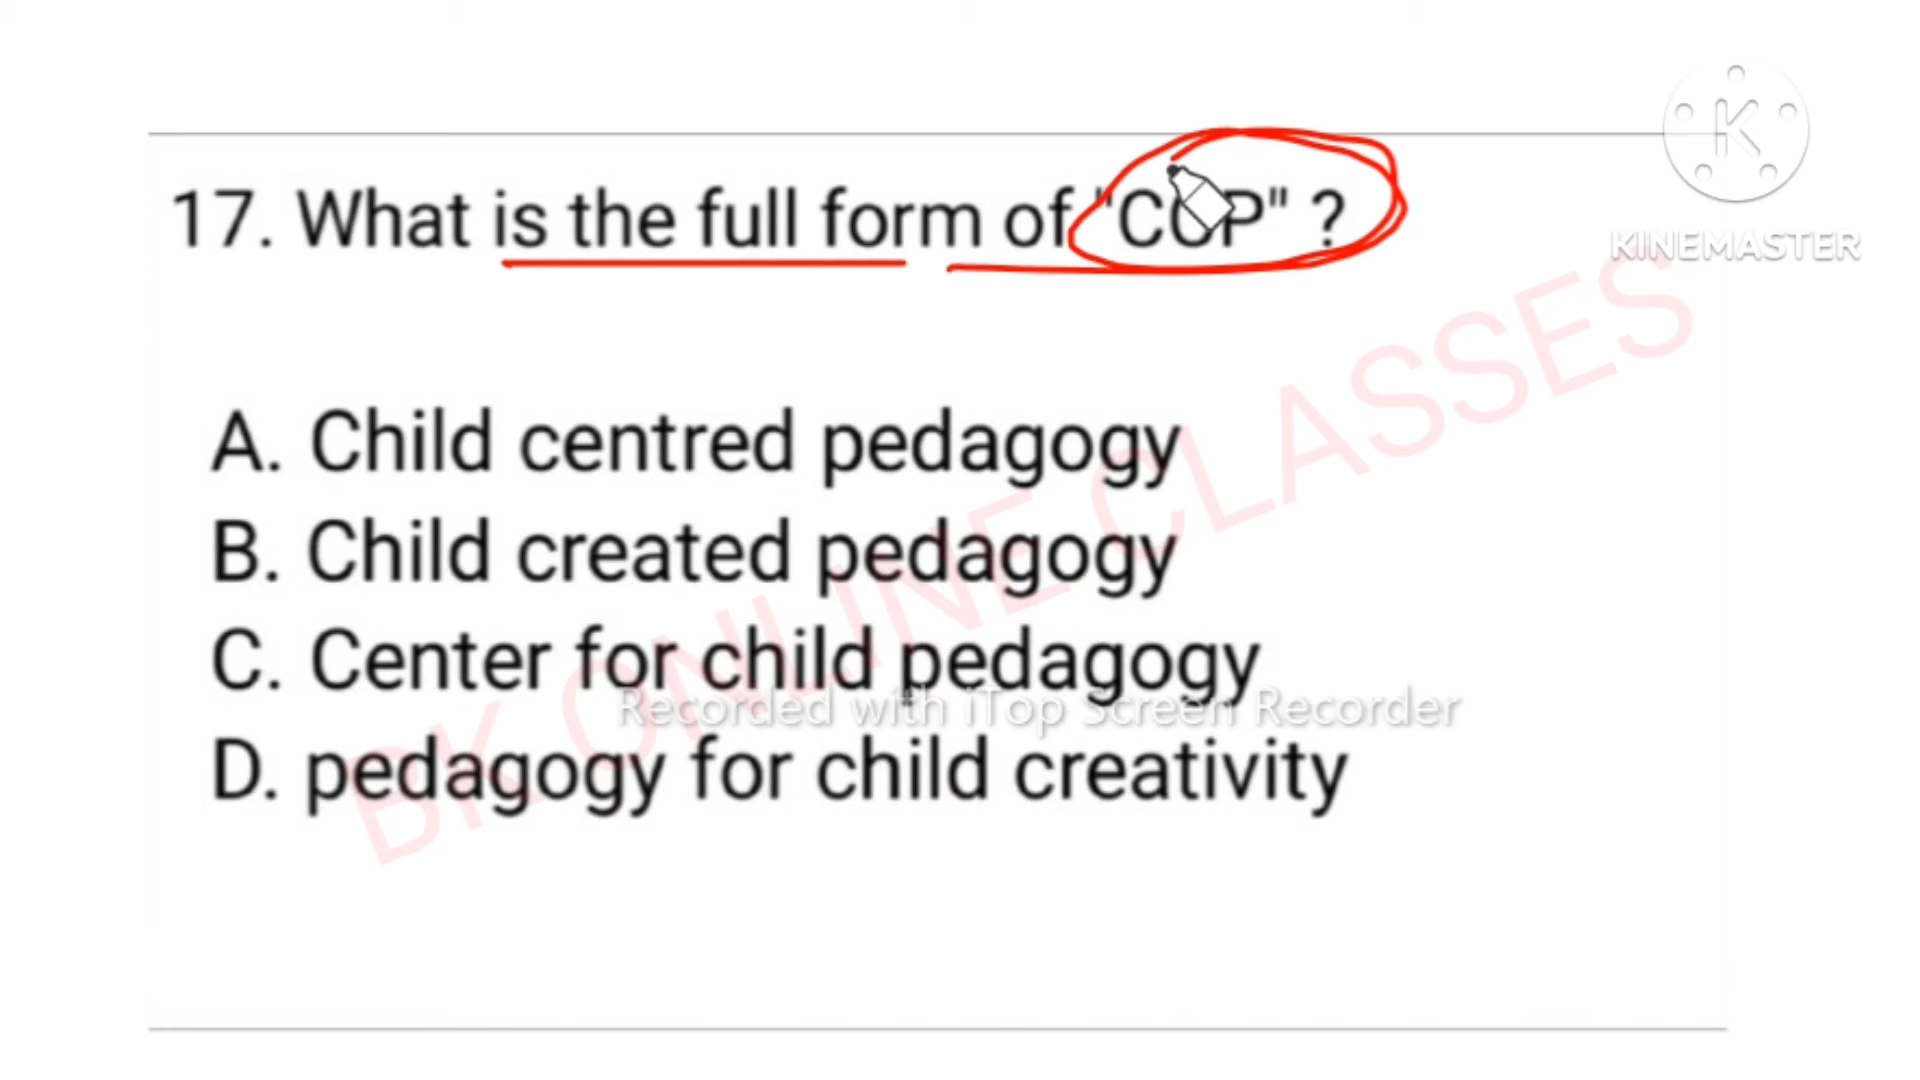 17. What is the full form of "CCP" ?
A. Child centred pedagogy
B. Child created pedagogy
C. Center for child pedagogy
D. pedagogy for child creativity
K
KINEMASTER
BK ONLINE CLASSES
Recorded with iTop Screen Recorder